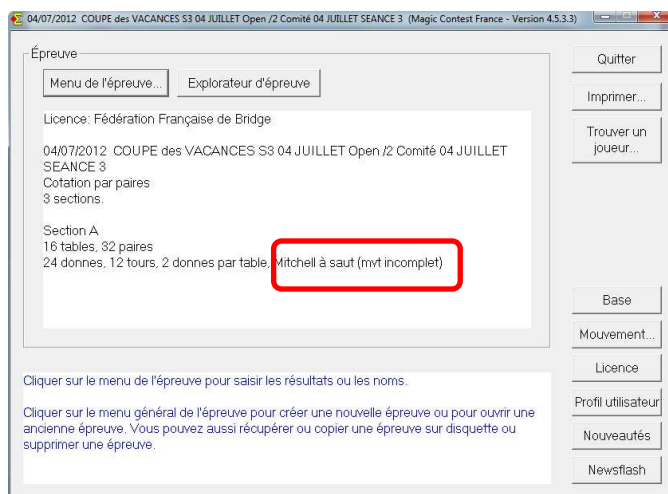 04/07/2012 COUPE des VACANCES S3 04 JUILLET Open /2 Comité 04 JUILLET SEANCE 3 (Magic Contest France - Version 4.5.3.3)
Épreuve
Menu de l'épreuve... Explorateur d'épreuve
Licence: Fédération Française de Bridge
04/07/2012 COUPE des VACANCES S3 04 JUILLET Open /2 Comité 04 JUILLET
SEANCE 3
Cotation par paires
3 sections.
Section A
16 tables, 32 paires
24 donnes, 12 tours, 2 donnes par table, Mitchell à saut (mvt incomplet)
Cliquer sur le menu de l'épreuve pour saisir les résultats ou les noms.
Cliquer sur le menu général de l'épreuve pour créer une nouvelle épreuve ou pour ouvrir une
ancienne épreuve. Vous pouvez aussi récupérer ou copier une épreuve sur disquette ou
supprimer une épreuve.
Quitter
Imprimer...
Trouver un
joueur...
Base
Mouvement...
Licence
Profil utilisateur
Nouveautés
Newsflash